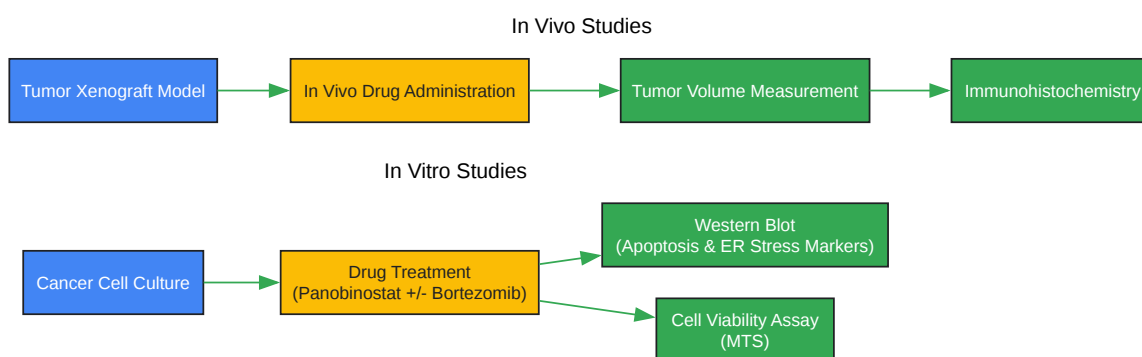 In Vivo Studies
Tumor Xenograft Model
In Vivo Drug Administration
Tumor Volume Measurement
Immunohistochemistry
In Vitro Studies
Cancer Cell Culture
Drug Treatment
(Panobinostat +/- Bortezomib)
Western Blot
(Apoptosis & ER Stress Markers)
Cell Viability Assay
(MTS)